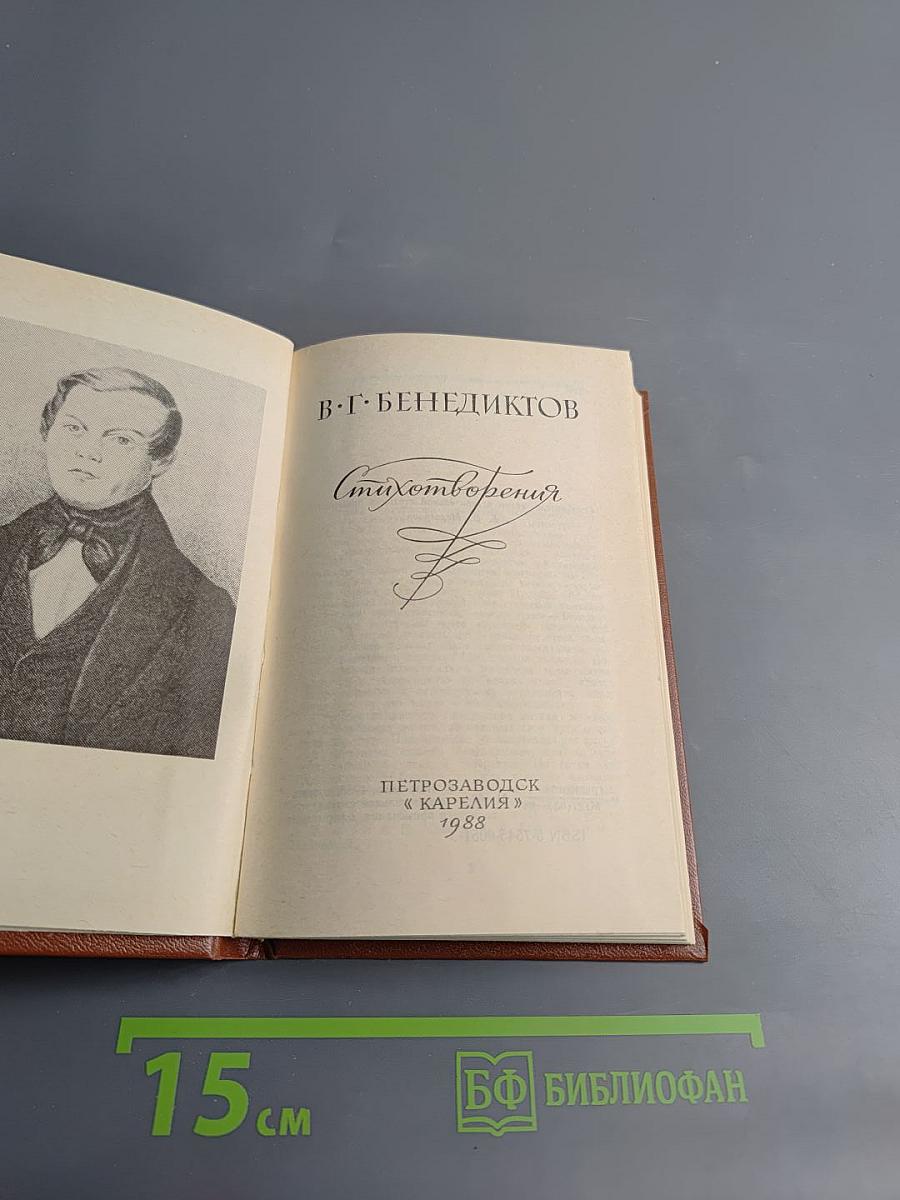 В·Г·БЕНЕДИКТОВ
Стихотворения
ПЕТРОЗАВОДСК
«КАРЕЛИЯ»
1988
15 см
БФ БИБЛИОФАН